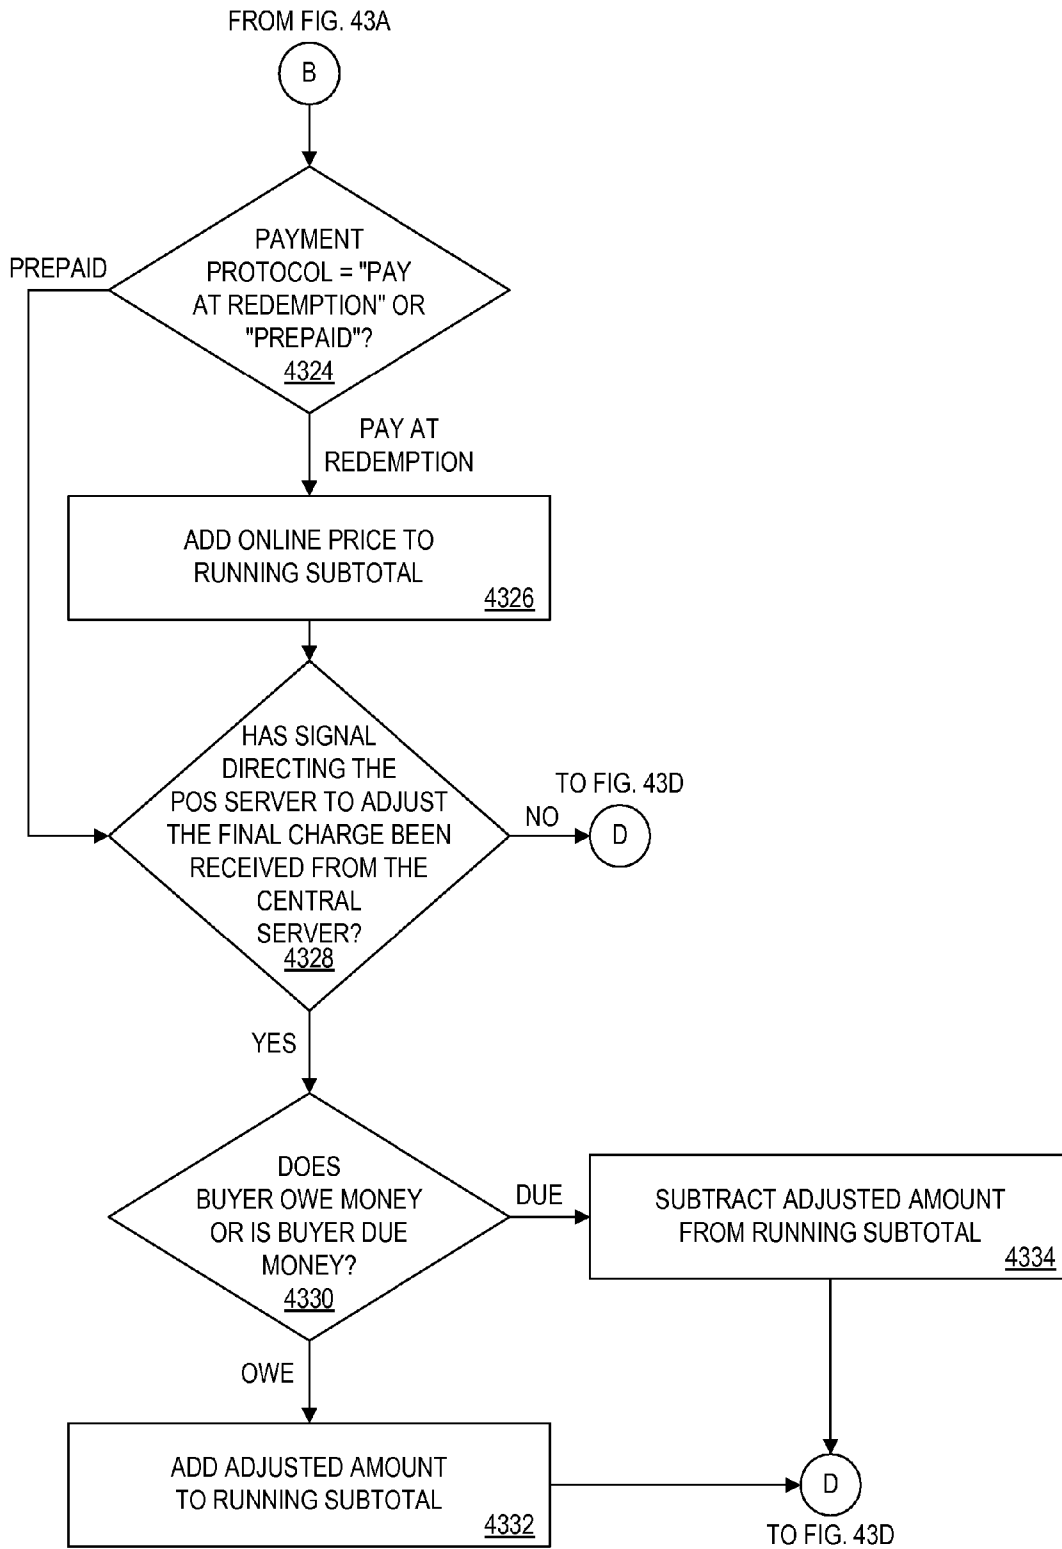 FROM FIG. 43A
B
PAYMENT
PROTOCOL = "PAY
AT REDEMPTION" OR
"PREPAID"?
4324
PREPAID
PAY AT
REDEMPTION
ADD ONLINE PRICE TO
RUNNING SUBTOTAL
4326
HAS SIGNAL
DIRECTING THE
POS SERVER TO ADJUST
THE FINAL CHARGE BEEN
RECEIVED FROM THE
CENTRAL
SERVER?
4328
NO
TO FIG. 43D
D
YES
DOES
BUYER OWE MONEY
OR IS BUYER DUE
MONEY?
4330
DUE
SUBTRACT ADJUSTED AMOUNT
FROM RUNNING SUBTOTAL
4334
OWE
ADD ADJUSTED AMOUNT
TO RUNNING SUBTOTAL
4332
D
TO FIG. 43D